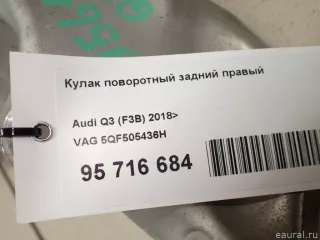 Кулак поворотный задний правый
Audi Q3 (F3B) 2018>
VAG 5QF505436H
95 716 684
eaural.ru